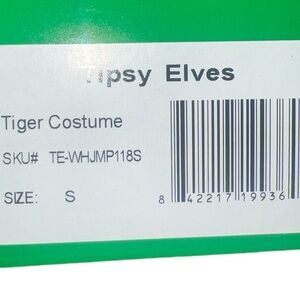 Tipsy Elves
Tiger Costume
SKU# TE-WHJMP118S
SIZE: S
8 42217 19936